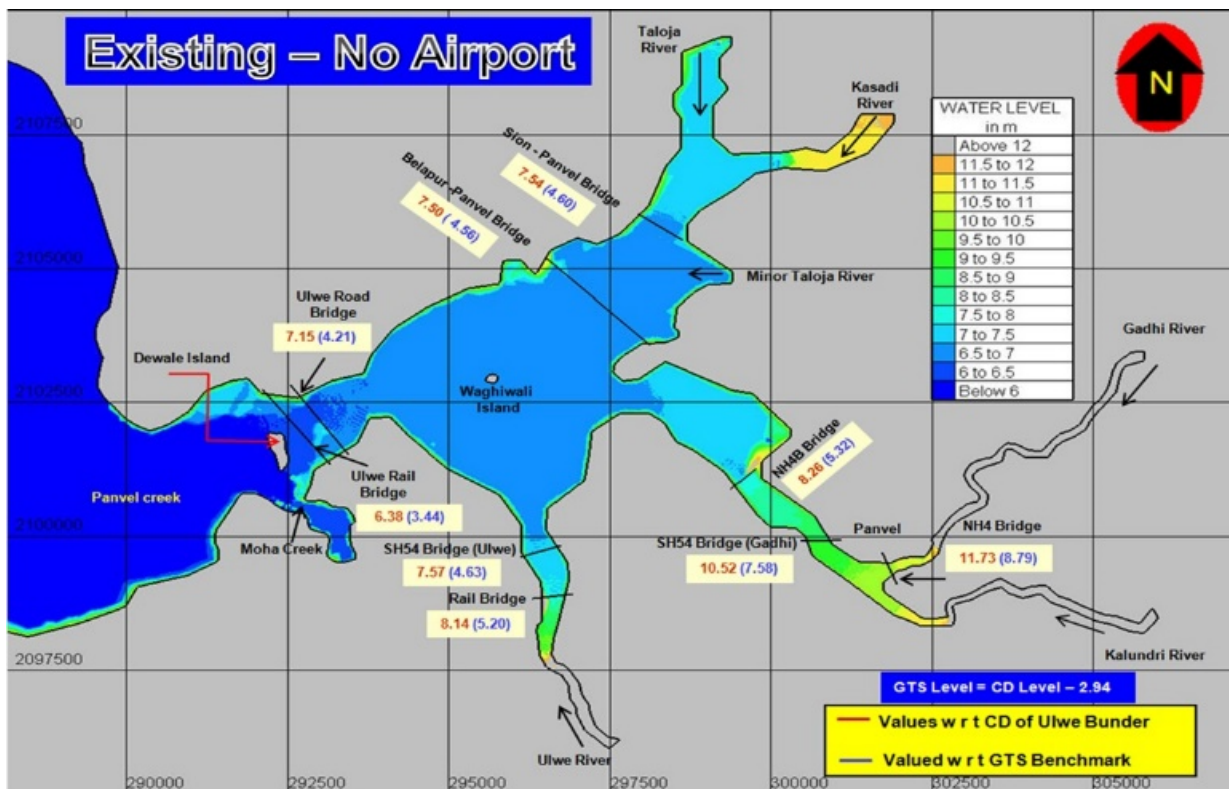 Existing – No Airport
Taloja
River
Kasadi
River
N
WATER LEVEL
in m
Above 12
11.5 to 12
11 to 11.5
10.5 to 11
10 to 10.5
9.5 to 10
9 to 9.5
8.5 to 9
8 to 8.5
7.5 to 8
7 to 7.5
6.5 to 7
6 to 6.5
Below 6
2107500
Sion - Panvel Bridge
7.54 (4.60)
Belapur -Panvel Bridge
7.50 ( 4.56)
2105000
Minor Taloja River
Ulwe Road
Bridge
7.15 (4.21)
Gadhi River
Dewale Island
Waghiwali
Island
2102500
NH4B Bridge
8.26 (5.32)
Ulwe Rail
Bridge
6.38 (3.44)
Panvel creek
2100000
Moha Creek
SH54 Bridge (Ulwe)
7.57 (4.63)
SH54 Bridge (Gadhi)
10.52 (7.58)
Panvel
NH4 Bridge
11.73 (8.79)
Rail Bridge
8.14 (5.20)
Kalundri River
2097500
GTS Level = CD Level – 2.94
Values w r t CD of Ulwe Bunder
Valued w r t GTS Benchmark
Ulwe River
290000
292500
295000
297500
300000
302500
305000